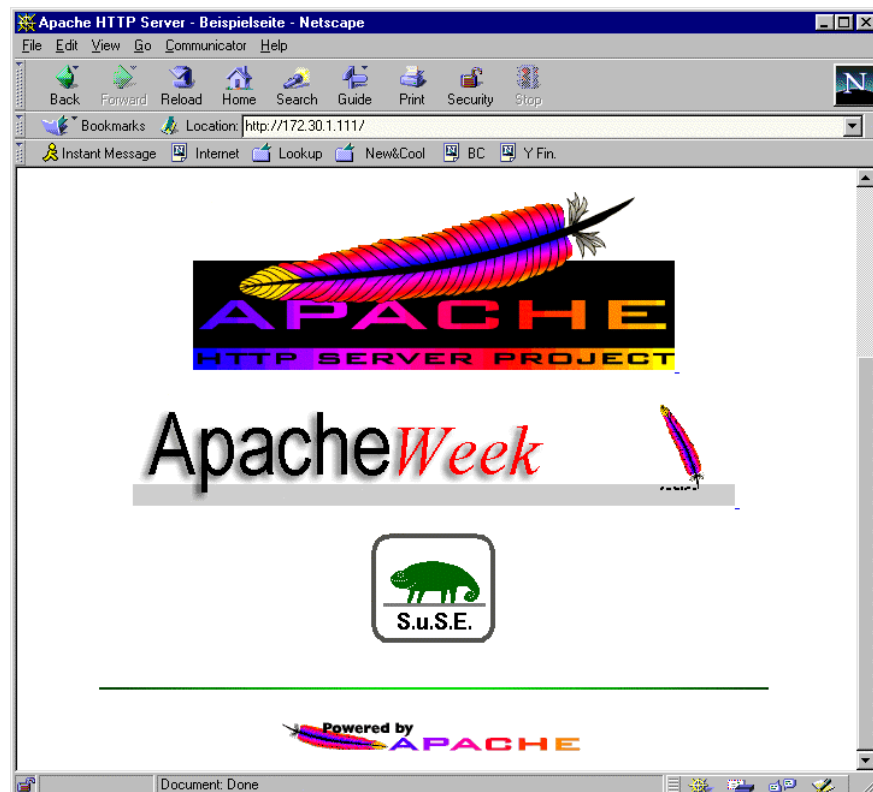 Apache HTTP Server - Beispielseite - Netscape
File Edit View Go Communicator Help
Back Forward Reload Home Search Guide Print Security Stop
N
Bookmarks Location: http://172.30.1.111/
Instant Message Internet Lookup New&Cool BC Y Fin.
APACHE
HTTP SERVER PROJECT
ApacheWeek
S.u.S.E.
Powered by
APACHE
Document: Done